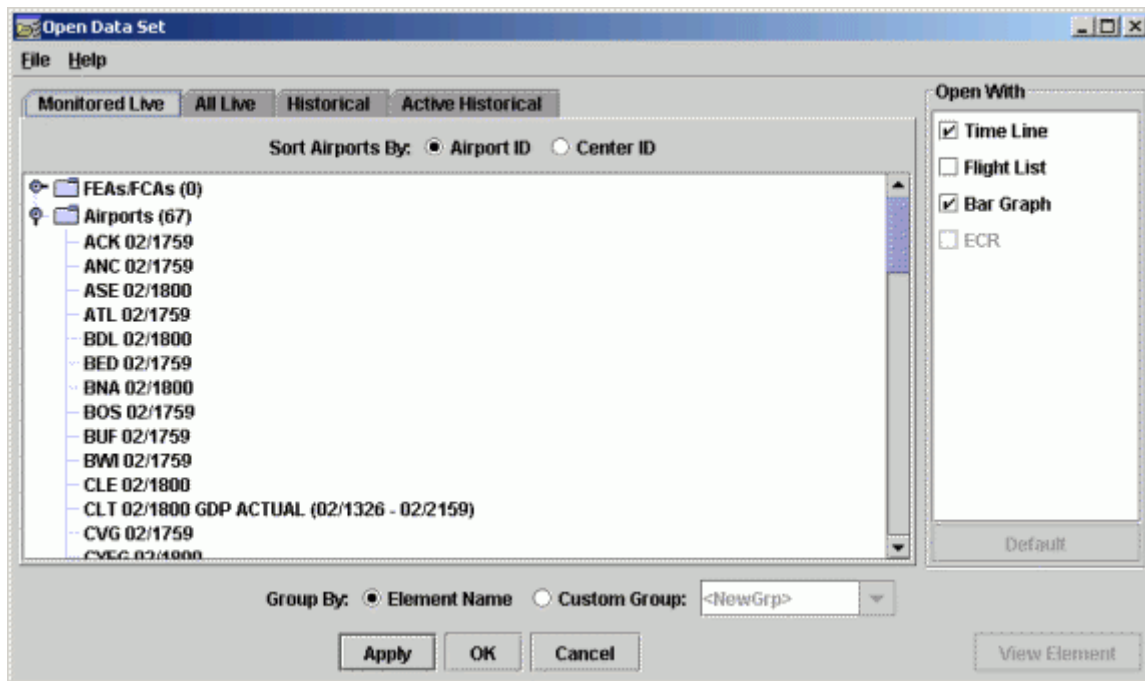 Open Data Set
File Help
Monitored Live All Live Historical Active Historical
Sort Airports By: Airport ID Center ID
FEAs/FCAs (0)
Airports (67)
ACK 02/1759
ANC 02/1759
ASE 02/1800
ATL 02/1759
BDL 02/1800
BED 02/1759
BNA 02/1800
BOS 02/1759
BUF 02/1759
BWI 02/1759
CLE 02/1800
CLT 02/1800 GDP ACTUAL (02/1326 - 02/2159)
CVG 02/1759
CYEG 02/1800
Group By: Element Name Custom Group: <NewGrp>
Apply OK Cancel
Open With
Time Line
Flight List
Bar Graph
ECR
Default
View Element